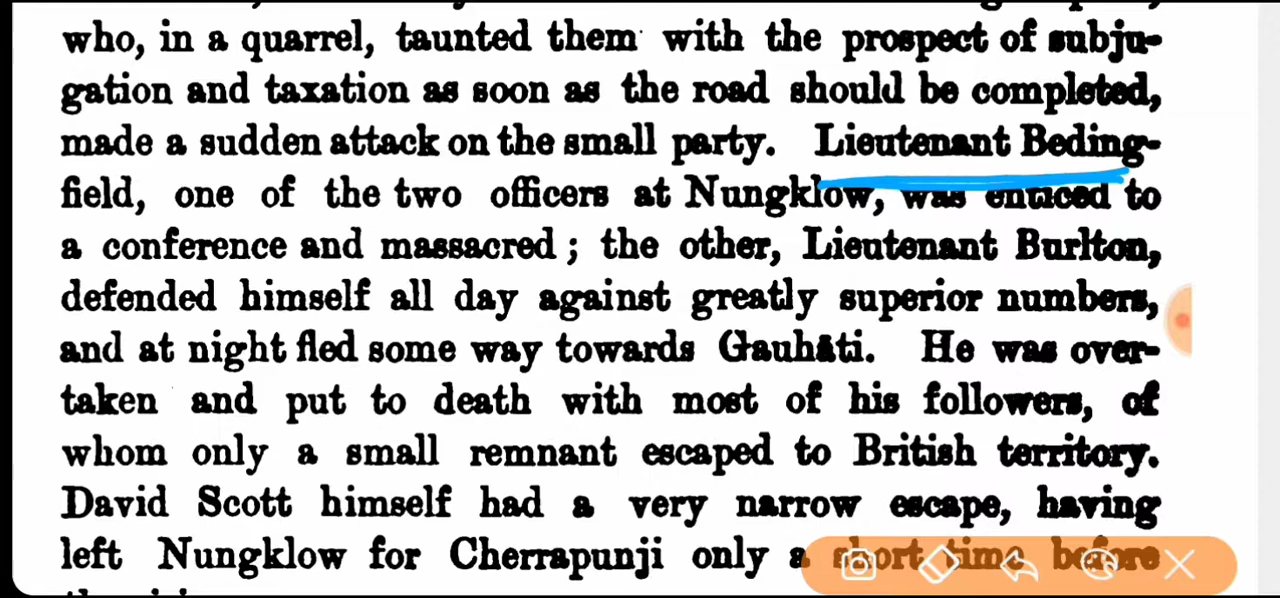 who, in a quarrel, taunted them with the prospect of subju-
gation and taxation as soon as the road should be completed,
made a sudden attack on the small party. Lieutenant Beding-
field, one of the two officers at Nungklow, was enticed to
a conference and massacred; the other, Lieutenant Burlton,
defended himself all day against greatly superior numbers,
and at night fled some way towards Gauhāti. He was over-
taken and put to death with most of his followers, of
whom only a small remnant escaped to British territory.
David Scott himself had a very narrow escape, having
left Nungklow for Cherrapunji only a short time before